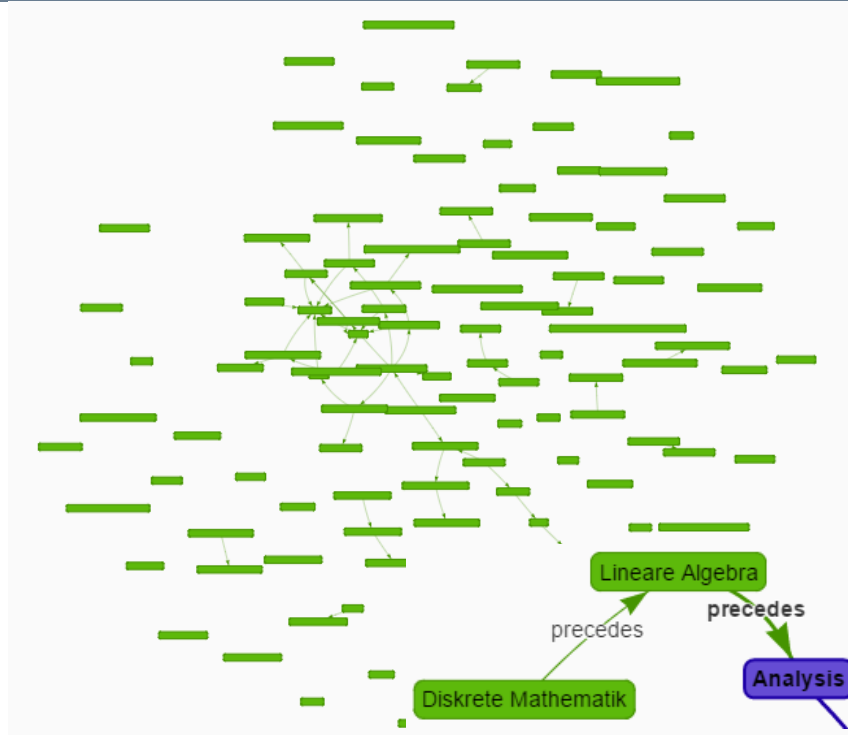 Lineare Algebra
precedes
precedes
Diskrete Mathematik
Analysis